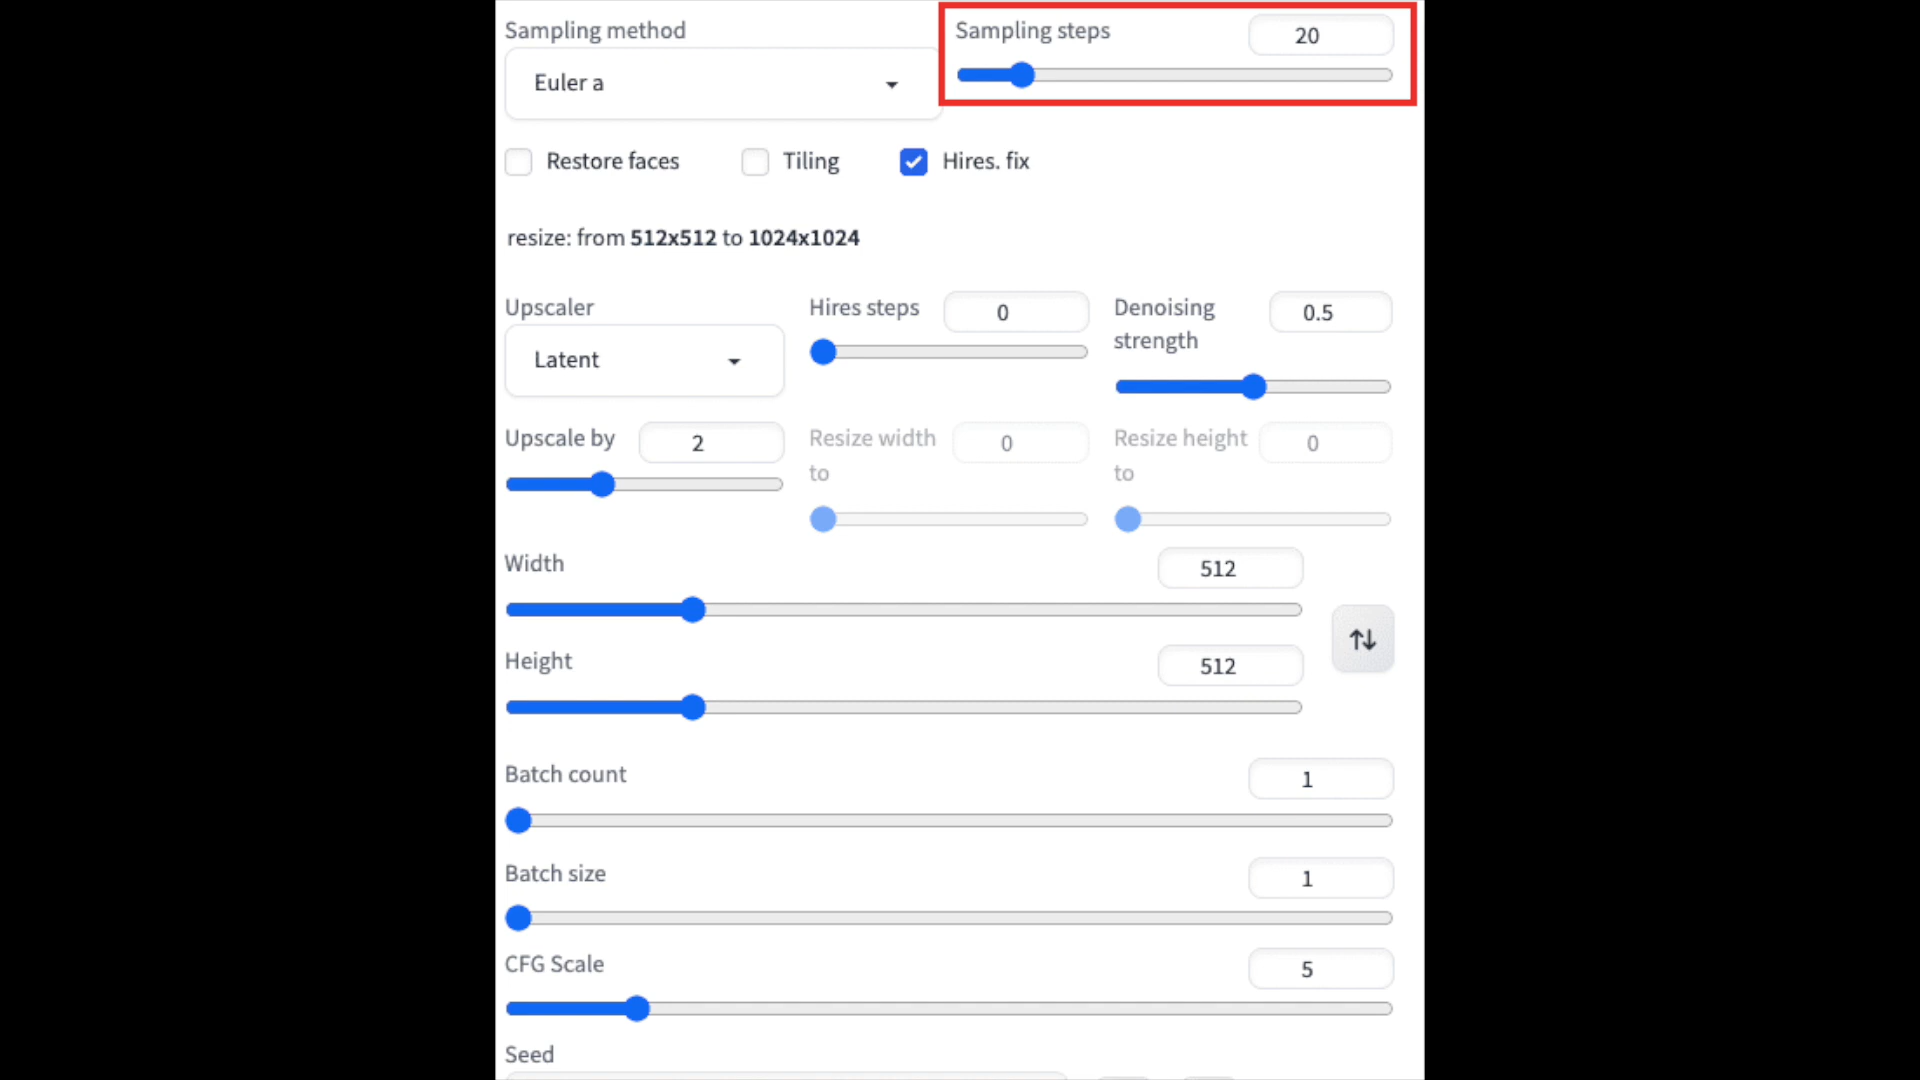 Sampling method
Sampling steps
20
Euler a
Restore faces
Tiling
Hires. fix
resize: from 512x512 to 1024x1024
Upscaler
Hires steps
0
Denoising
strength
0.5
Latent
Upscale by
2
Resize width
to
0
Resize height
to
0
Width
512
Height
512
Batch count
1
Batch size
1
CFG Scale
5
Seed